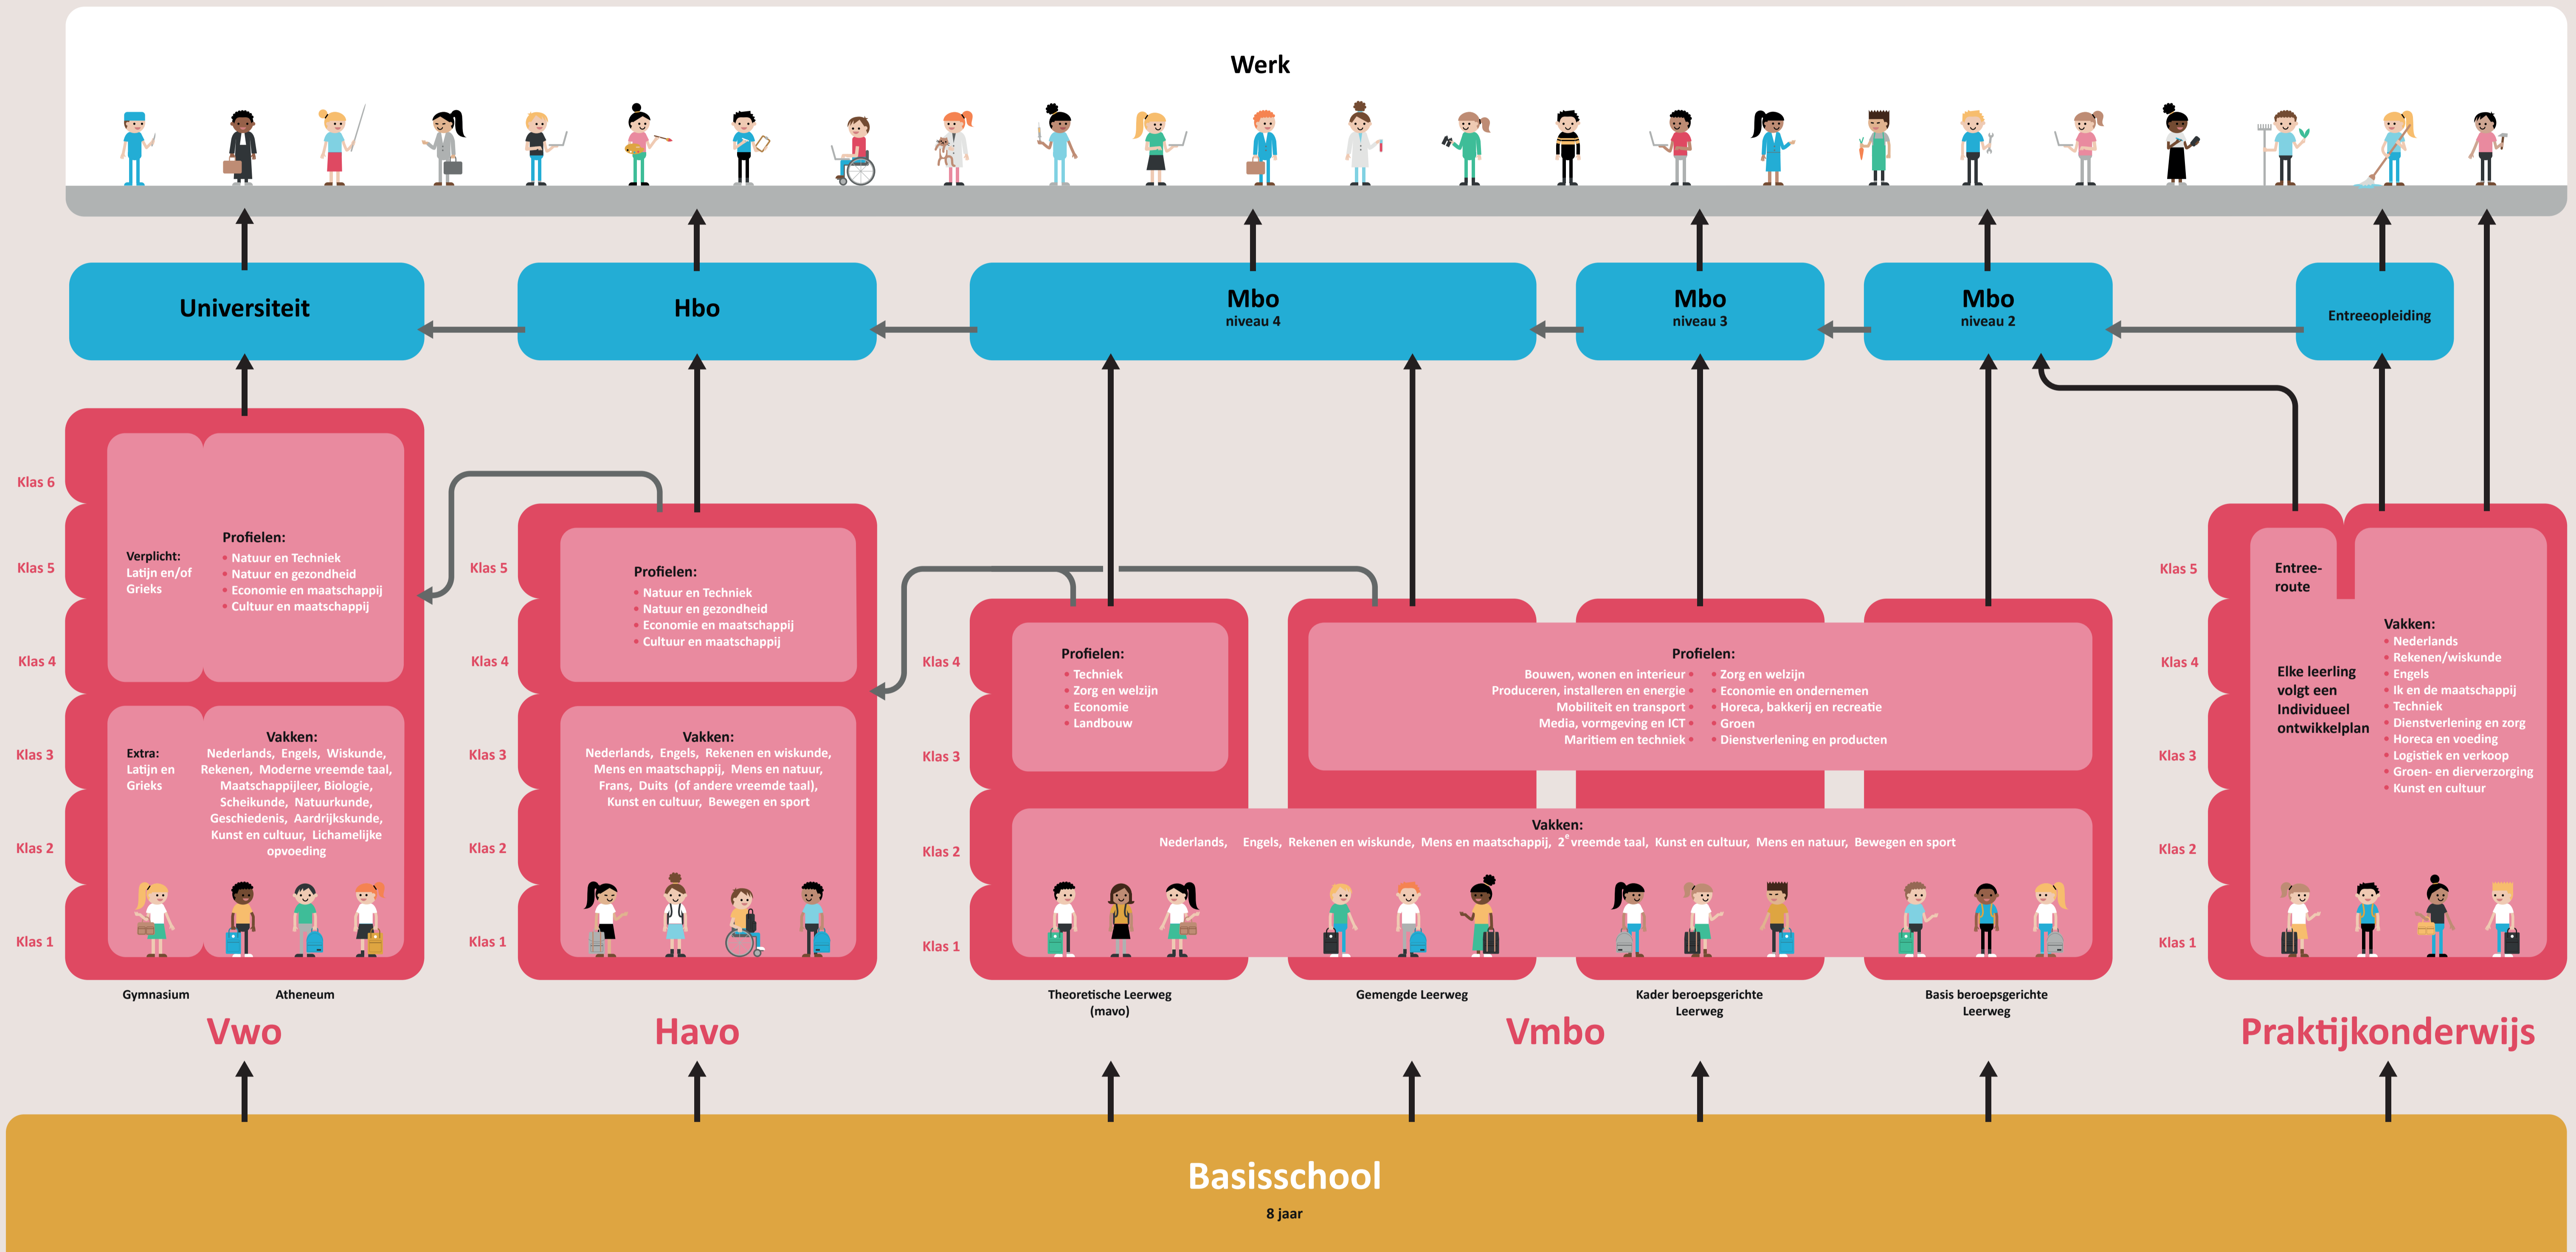 Werk
Universiteit
Hbo
Mbo
niveau 4
Mbo
niveau 3
Mbo
niveau 2
Entreeopleiding
Klas 6
Klas 5
Klas 4
Klas 3
Klas 2
Klas 1
Verplicht:
Latijn en/of
Grieks
Profielen:
• Natuur en Techniek
• Natuur en gezondheid
• Economie en maatschappij
• Cultuur en maatschappij
Extra:
Latijn en
Grieks
Vakken:
Nederlands, Engels, Wiskunde,
Rekenen, Moderne vreemde taal,
Maatschappijleer, Biologie,
Scheikunde, Natuurkunde,
Geschiedenis, Aardrijkskunde,
Kunst en cultuur, Lichamelijke
opvoeding
Gymnasium
Atheneum
Vwo
Klas 5
Klas 4
Klas 3
Klas 2
Klas 1
Profielen:
• Natuur en Techniek
• Natuur en gezondheid
• Economie en maatschappij
• Cultuur en maatschappij
Vakken:
Nederlands, Engels, Rekenen en wiskunde,
Mens en maatschappij, Mens en natuur,
Frans, Duits (of andere vreemde taal),
Kunst en cultuur, Bewegen en sport
Havo
Klas 4
Klas 3
Klas 2
Klas 1
Profielen:
• Techniek
• Zorg en welzijn
• Economie
• Landbouw
Profielen:
Bouwen, wonen en interieur •
Produceren, installeren en energie •
Mobiliteit en transport •
Media, vormgeving en ICT •
Maritiem en techniek •
• Zorg en welzijn
• Economie en ondernemen
• Horeca, bakkerij en recreatie
• Groen
• Dienstverlening en producten
Vakken:
Nederlands, Engels, Rekenen en wiskunde, Mens en maatschappij, 2e vreemde taal, Kunst en cultuur, Mens en natuur, Bewegen en sport
Theoretische Leerweg
(mavo)
Gemengde Leerweg
Kader beroepsgerichte
Leerweg
Basis beroepsgerichte
Leerweg
Vmbo
Klas 5
Klas 4
Klas 3
Klas 2
Klas 1
Entree-
route
Elke leerling
volgt een
Individueel
ontwikkelplan
Vakken:
• Nederlands
• Rekenen/wiskunde
• Engels
• Ik en de maatschappij
• Techniek
• Dienstverlening en zorg
• Horeca en voeding
• Logistiek en verkoop
• Groen- en dierverzorging
• Kunst en cultuur
Praktijkonderwijs
Basisschool
8 jaar